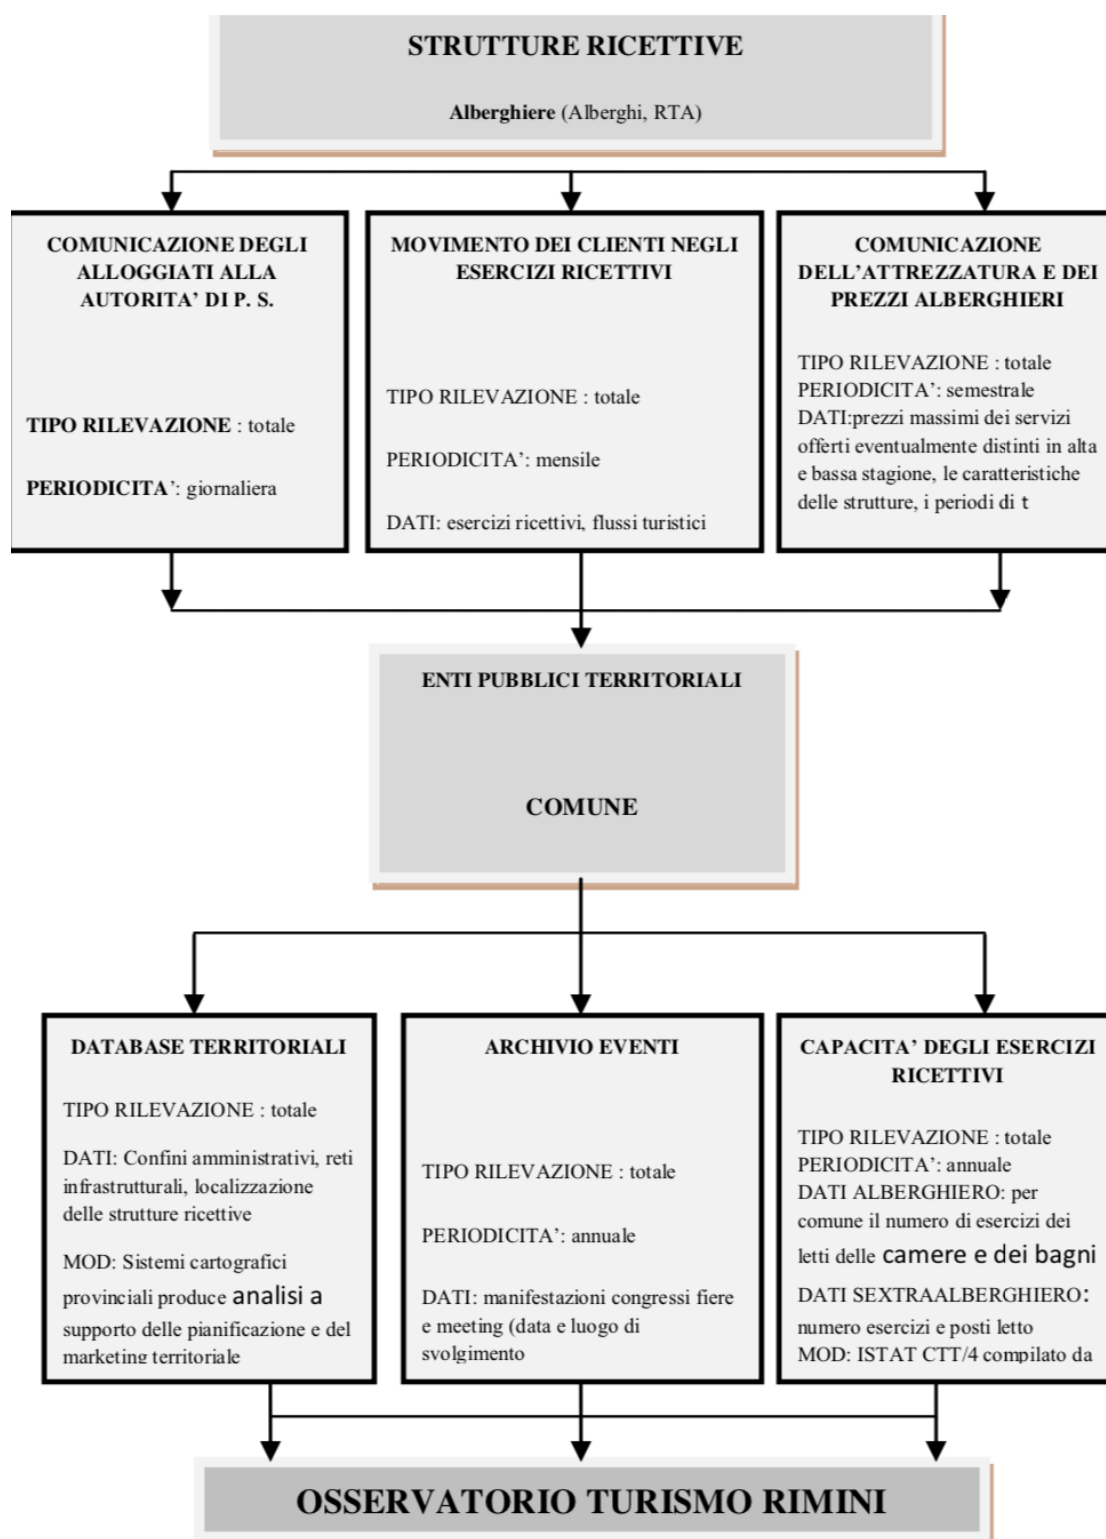 STRUTTURE RICETTIVE
Alberghiere (Alberghi, RTA)
COMUNICAZIONE DEGLI
ALLOGGIATI ALLA
AUTORITA’ DI P. S.
TIPO RILEVAZIONE : totale
PERIODICITA’: giornaliera
MOVIMENTO DEI CLIENTI NEGLI
ESERCIZI RICETTIVI
TIPO RILEVAZIONE : totale
PERIODICITA’: mensile
DATI: esercizi ricettivi, flussi turistici
COMUNICAZIONE
DELL’ATTREZZATURA E DEI
PREZZI ALBERGHIERI
TIPO RILEVAZIONE : totale
PERIODICITA’: semestrale
DATI:prezzi massimi dei servizi
offerti eventualmente distinti in alta
e bassa stagione, le caratteristiche
delle strutture, i periodi di t
ENTI PUBBLICI TERRITORIALI
COMUNE
DATABASE TERRITORIALI
TIPO RILEVAZIONE : totale
DATI: Confini amministrativi, reti
infrastrutturali, localizzazione
delle strutture ricettive
MOD: Sistemi cartografici
provinciali produce analisi a
supporto delle pianificazione e del
marketing territoriale
ARCHIVIO EVENTI
TIPO RILEVAZIONE : totale
PERIODICITA’: annuale
DATI: manifestazioni congressi fiere
e meeting (data e luogo di
svolgimento
CAPACITA’ DEGLI ESERCIZI
RICETTIVI
TIPO RILEVAZIONE : totale
PERIODICITA’: annuale
DATI ALBERGHIERO: per
comune il numero di esercizi dei
letti delle camere e dei bagni
DATI SEXTRAALBERGHIERO:
numero esercizi e posti letto
MOD: ISTAT CTT/4 compilato da
OSSERVATORIO TURISMO RIMINI